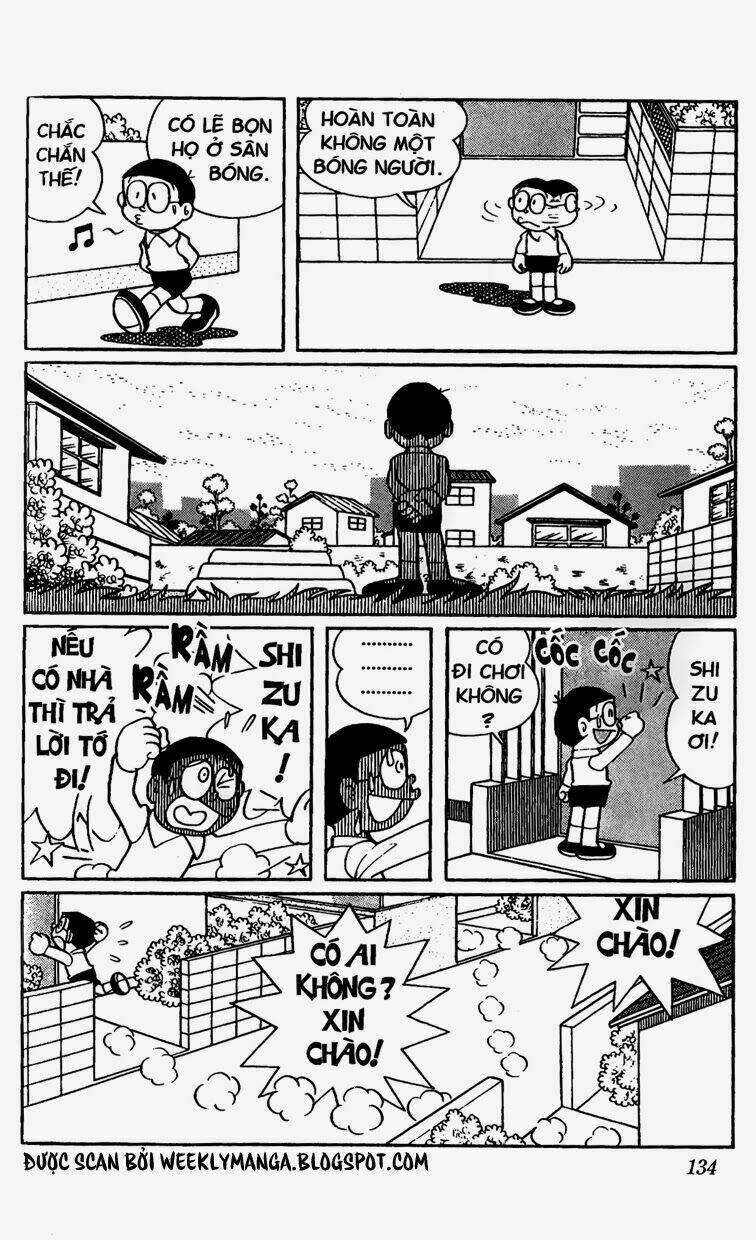 HOÀN TOÀN
KHÔNG MỘT
BÓNG NGƯỜI.
CÓ LẼ BỌN
HỌ Ở SÂN
BÓNG.
CHẮC
CHẮN
THẾ!
SHI
ZU
KA
ƠI!
CỐC CỐC
CÓ
ĐI CHƠI
KHÔNG
?
...........
...........
...........
SHI
ZU
KA
!
RẦM
RẦM
NẾU
CÓ NHÀ
THÌ TRẢ
LỜI TỚ
ĐI!
XIN
CHÀO!
CÓ AI
KHÔNG?
XIN
CHÀO!
ĐƯỢC SCAN BỞI WEEKLYMANGA.BLOGSPOT.COM
134